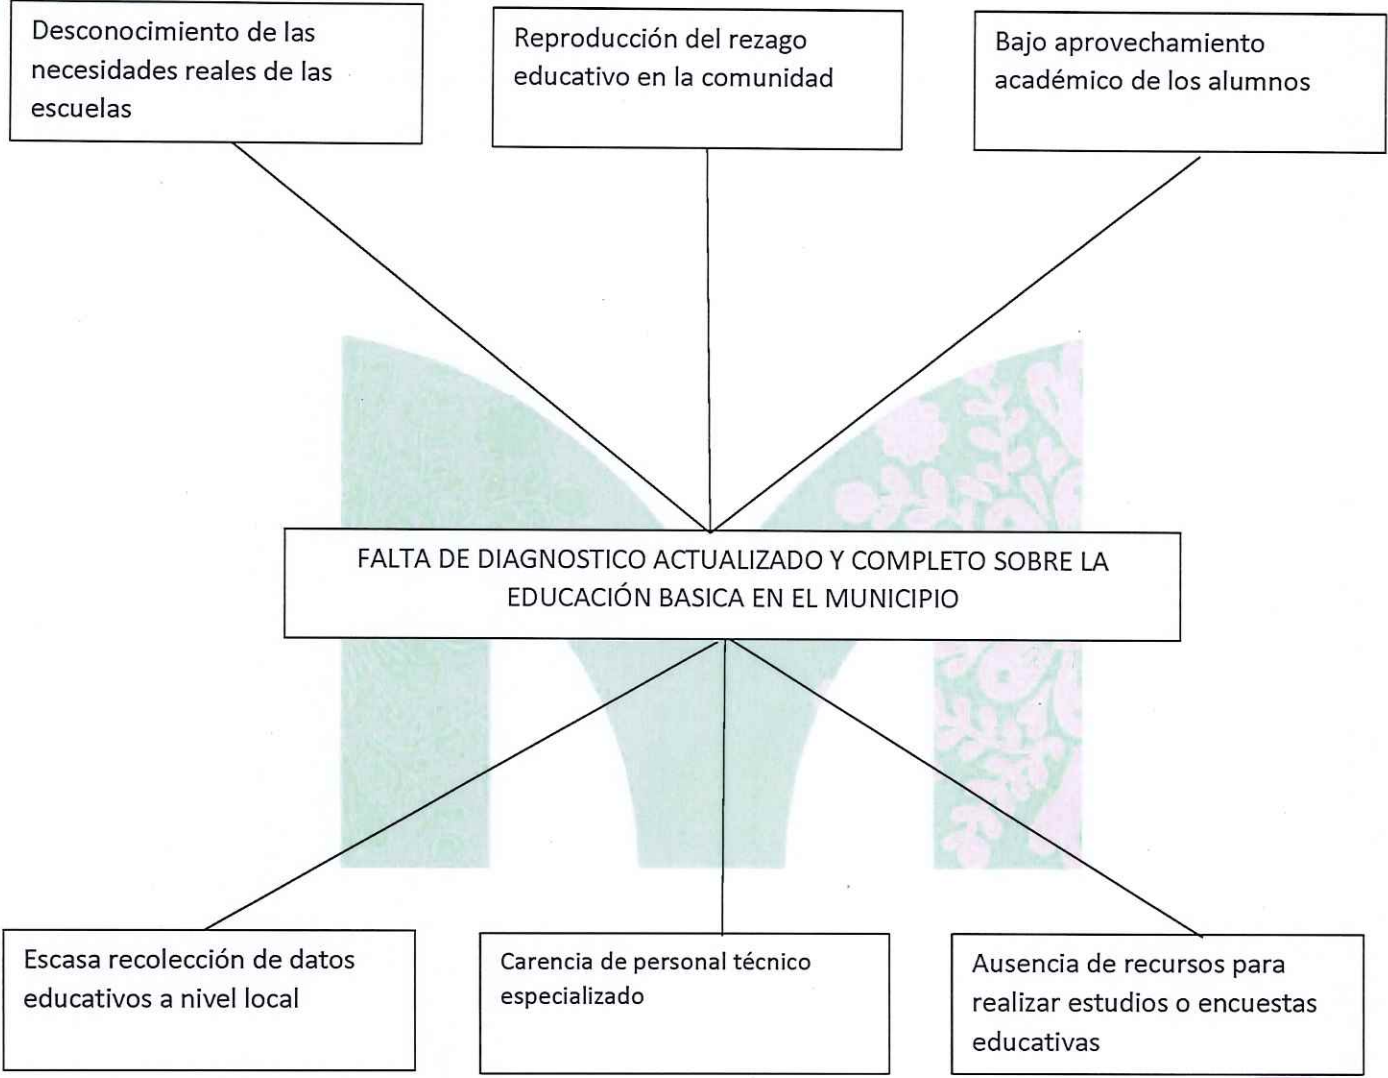 Desconocimiento de las
necesidades reales de las
escuelas
Reproducción del rezago
educativo en la comunidad
Bajo aprovechamiento
académico de los alumnos
FALTA DE DIAGNOSTICO ACTUALIZADO Y COMPLETO SOBRE LA
EDUCACIÓN BASICA EN EL MUNICIPIO
Escasa recolección de datos
educativos a nivel local
Carencia de personal técnico
especializado
Ausencia de recursos para
realizar estudios o encuestas
educativas